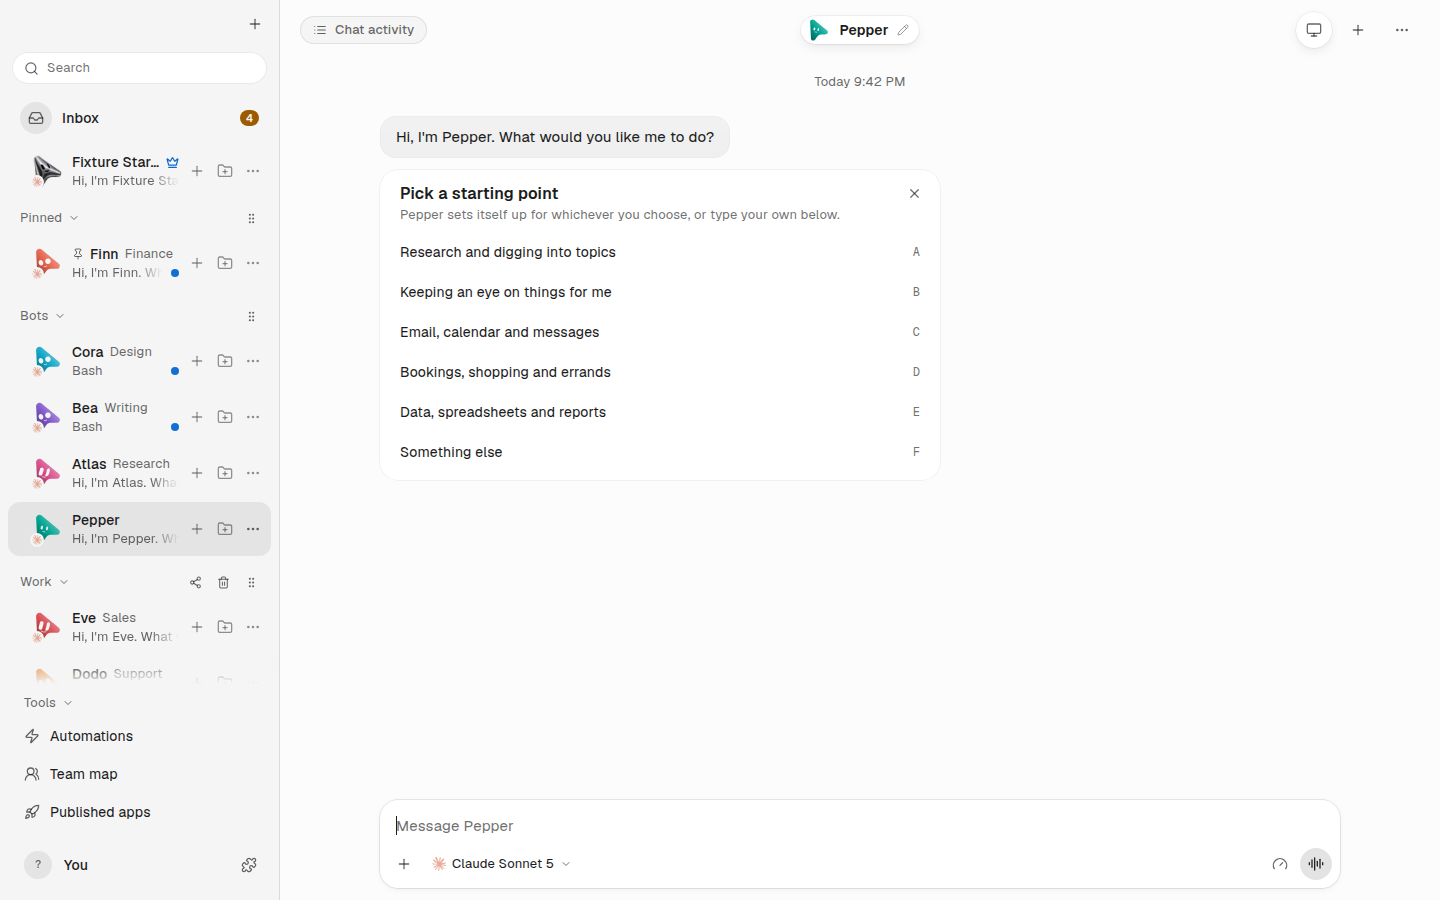 Search
Inbox
4
Fixture Star...
Hi, I'm Fixture Sta
Pinned
Finn Finance
Hi, I'm Finn. Wh
Bots
Cora Design
Bash
Bea Writing
Bash
Atlas Research
Hi, I'm Atlas. Wha
Pepper
Hi, I'm Pepper. Wh
Work
Eve Sales
Hi, I'm Eve. What
Dodo Support
Tools
Automations
Team map
Published apps
? You
Chat activity
Pepper
Today 9:42 PM
Hi, I'm Pepper. What would you like me to do?
Pick a starting point
Pepper sets itself up for whichever you choose, or type your own below.
Research and digging into topics A
Keeping an eye on things for me B
Email, calendar and messages C
Bookings, shopping and errands D
Data, spreadsheets and reports E
Something else F
Message Pepper
Claude Sonnet 5